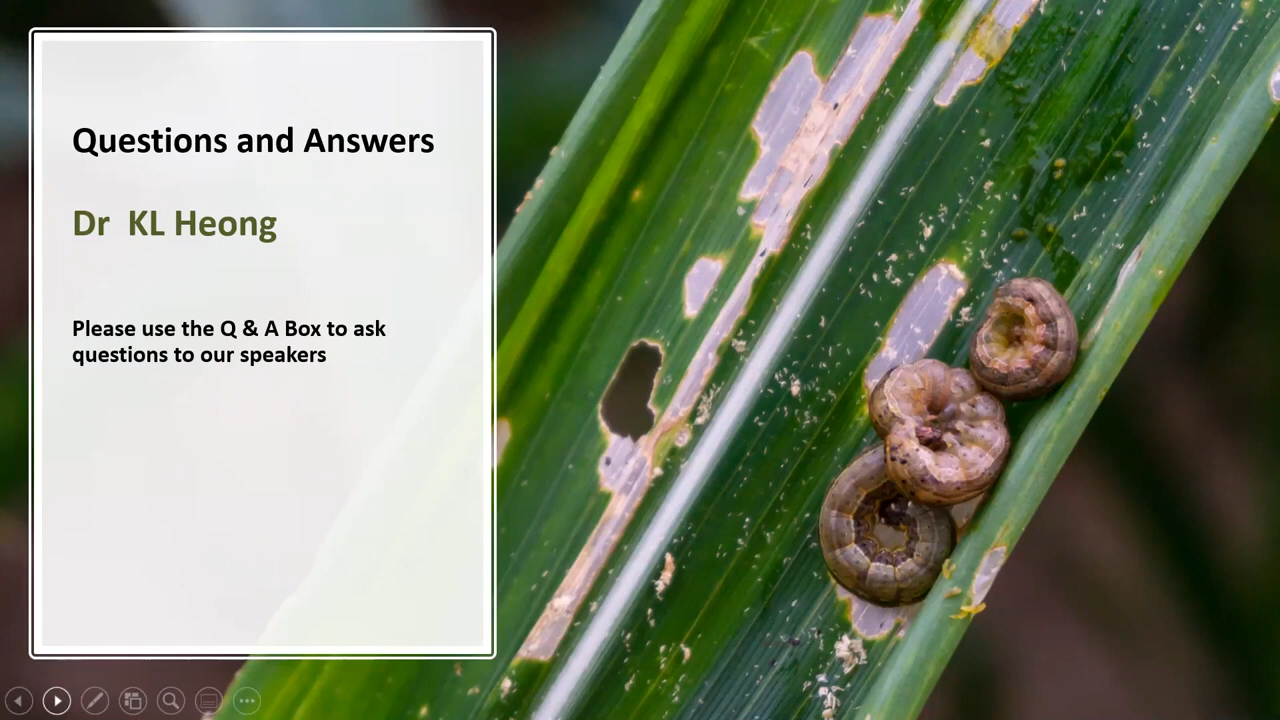 Questions and Answers
Dr KL Heong
Please use the Q & A Box to ask
questions to our speakers